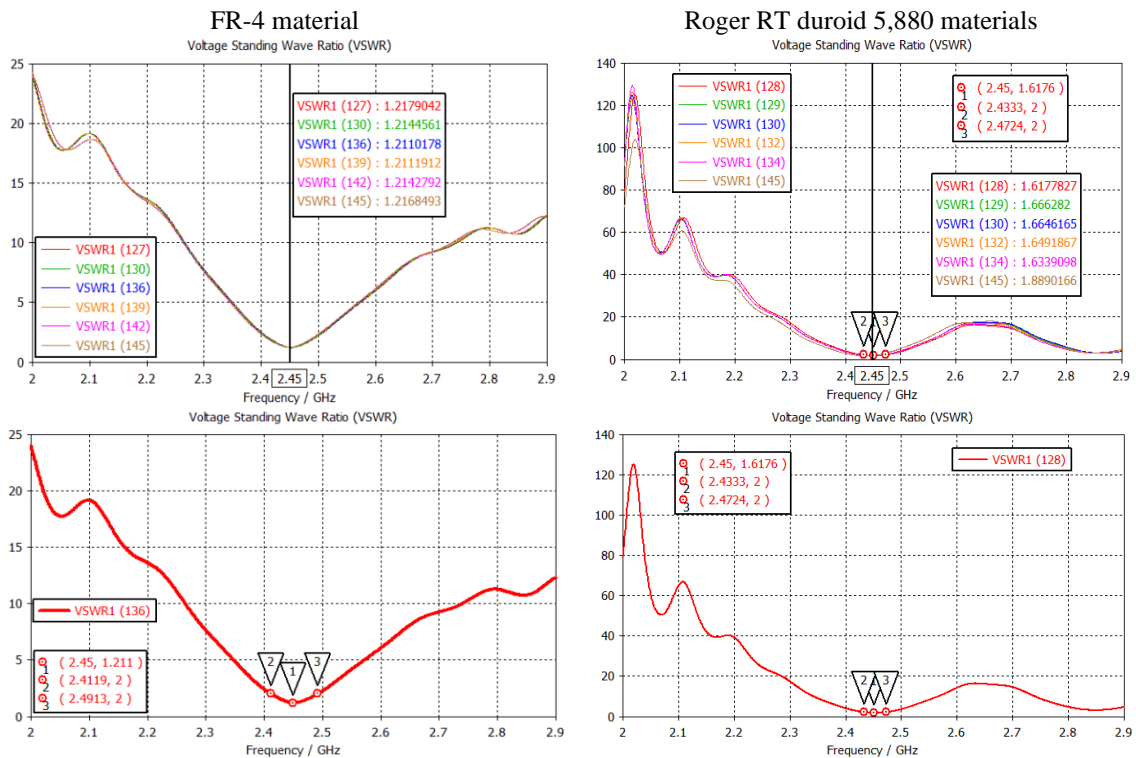 FR-4 material
Roger RT duroid 5,880 materials
Voltage Standing Wave Ratio (VSWR)
25
20
15
10
5
0
VSWR1 (127) : 1.2179042
VSWR1 (130) : 1.2144561
VSWR1 (136) : 1.2110178
VSWR1 (139) : 1.2111912
VSWR1 (142) : 1.2142792
VSWR1 (145) : 1.2168493
VSWR1 (127)
VSWR1 (130)
VSWR1 (136)
VSWR1 (139)
VSWR1 (142)
VSWR1 (145)
2 2.1 2.2 2.3 2.4 2.45 2.5 2.6 2.7 2.8 2.9
Frequency / GHz
Voltage Standing Wave Ratio (VSWR)
140
120
100
80
60
40
20
0
VSWR1 (128)
VSWR1 (129)
VSWR1 (130)
VSWR1 (132)
VSWR1 (134)
VSWR1 (145)
1 ( 2.45, 1.6176 )
2 ( 2.4333, 2 )
3 ( 2.4724, 2 )
VSWR1 (128) : 1.6177827
VSWR1 (129) : 1.666282
VSWR1 (130) : 1.6646165
VSWR1 (132) : 1.6491867
VSWR1 (134) : 1.6339098
VSWR1 (145) : 1.8890166
2 1 3
2 2.1 2.2 2.3 2.4 2.45 2.5 2.6 2.7 2.8 2.9
Frequency / GHz
Voltage Standing Wave Ratio (VSWR)
25
20
15
10
5
0
VSWR1 (136)
1 ( 2.45, 1.211 )
2 ( 2.4119, 2 )
3 ( 2.4913, 2 )
2 1 3
2 2.1 2.2 2.3 2.4 2.5 2.6 2.7 2.8 2.9
Frequency / GHz
Voltage Standing Wave Ratio (VSWR)
140
120
100
80
60
40
20
0
1 ( 2.45, 1.6176 )
2 ( 2.4333, 2 )
3 ( 2.4724, 2 )
VSWR1 (128)
2 1 3
2 2.1 2.2 2.3 2.4 2.5 2.6 2.7 2.8 2.9
Frequency / GHz